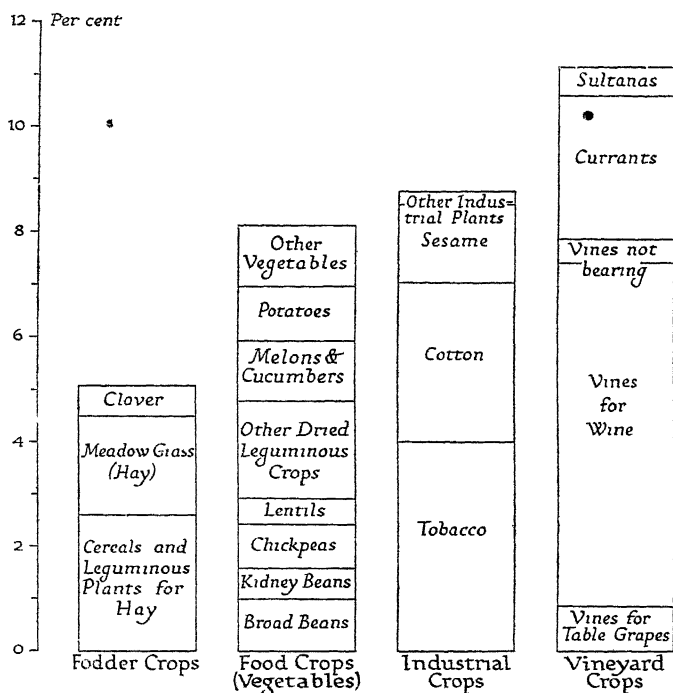 12
Per cent
10
8
6
4
2
0
Clover
Meadow Grass
(Hay)
Cereals and
Leguminous
Plants for
Hay
Fodder Crops
Other
Vegetables
Potatoes
Melons &
Cucumbers
Other Dried
Leguminous
Crops
Lentils
Chickpeas
Kidney Beans
Broad Beans
Food Crops
(Vegetables)
Other Indus=
trial Plants
Sesame
Cotton
Tobacco
Industrial
Crops
Sultanas
Currants
Vines not
bearing
Vines
for
Wine
Vines for
Table Grapes
Vineyard
Crops